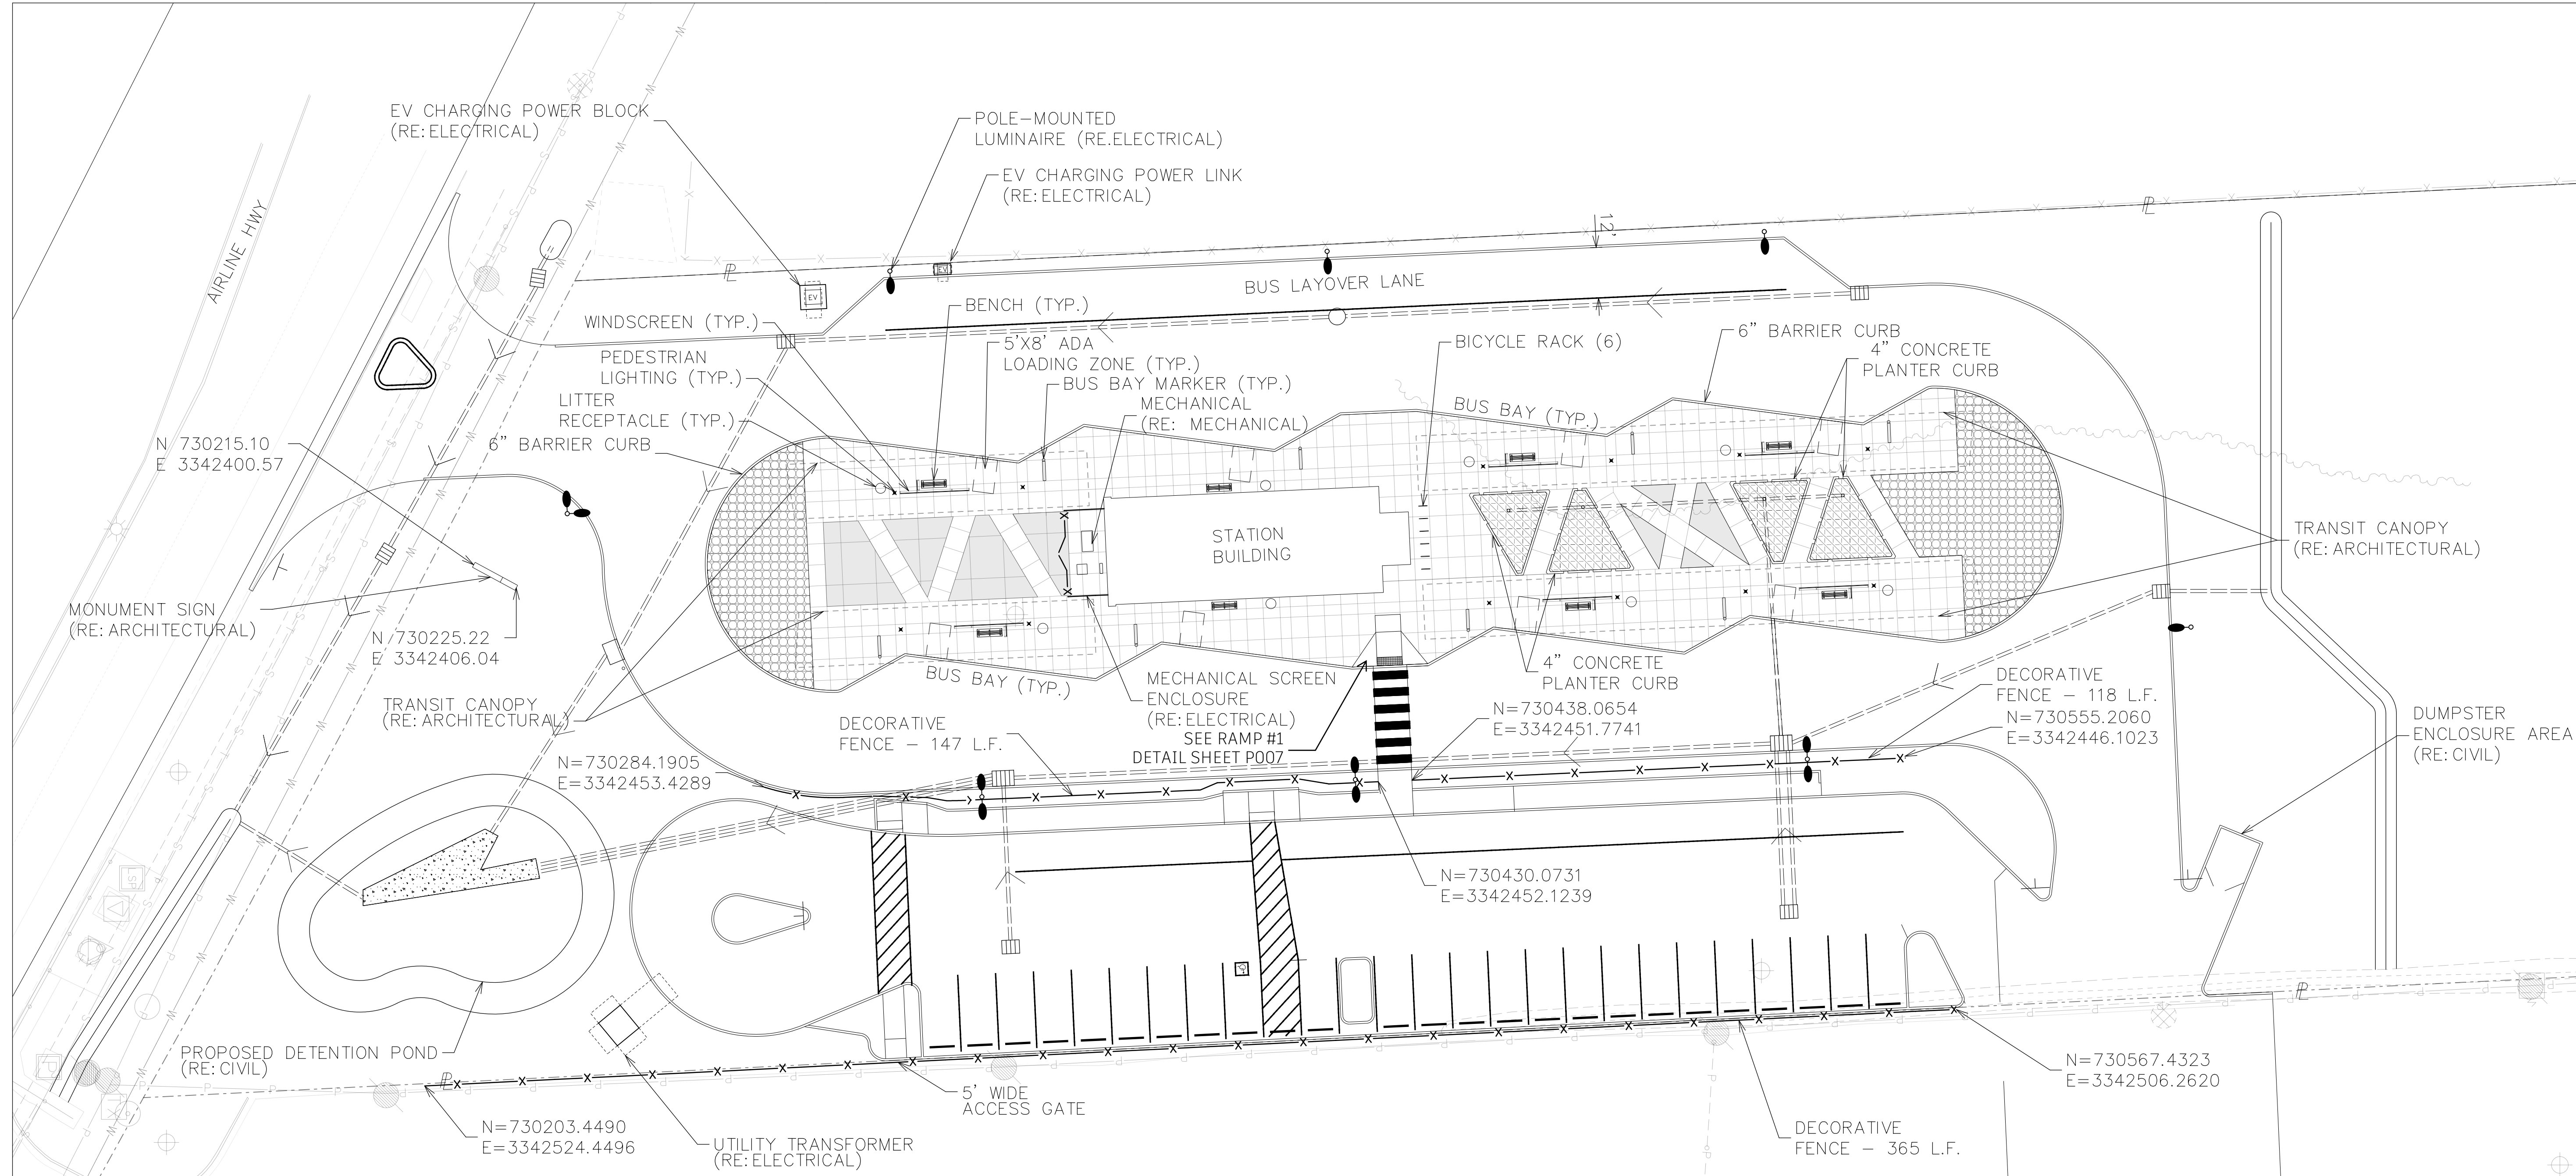 EV CHARGING POWER BLOCK
(RE:ELECTRICAL)
POLE-MOUNTED
LUMINAIRE (RE.ELECTRICAL)
EV CHARGING POWER LINK
(RE:ELECTRICAL)
AIRLINE HWY
12'
BUS LAYOVER LANE
EV
EV
WINDSCREEN (TYP.)
BENCH (TYP.)
PEDESTRIAN
LIGHTING (TYP.)
5'X8' ADA
LOADING ZONE (TYP.)
BUS BAY MARKER (TYP.)
MECHANICAL
(RE: MECHANICAL)
LITTER
RECEPTACLE (TYP.)
6" BARRIER CURB
BICYCLE RACK (6)
6" BARRIER CURB
4" CONCRETE
PLANTER CURB
BUS BAY (TYP.)
N 730215.10
E 3342400.57
STATION
BUILDING
TRANSIT CANOPY
(RE:ARCHITECTURAL)
MONUMENT SIGN
(RE:ARCHITECTURAL)
N 730225.22
E 3342406.04
TRANSIT CANOPY
(RE:ARCHITECTURAL)
BUS BAY (TYP.)
MECHANICAL SCREEN
ENCLOSURE
(RE:ELECTRICAL)
SEE RAMP #1
DETAIL SHEET P007
4" CONCRETE
PLANTER CURB
DECORATIVE
FENCE - 118 L.F.
N=730555.2060
E=3342446.1023
N=730438.0654
E=3342451.7741
DUMPSTER
ENCLOSURE AREA
(RE:CIVIL)
DECORATIVE
FENCE - 147 L.F.
N=730284.1905
E=3342453.4289
N=730430.0731
E=3342452.1239
PROPOSED DETENTION POND
(RE:CIVIL)
5' WIDE
ACCESS GATE
N=730203.4490
E=3342524.4496
UTILITY TRANSFORMER
(RE:ELECTRICAL)
N=730567.4323
E=3342506.2620
DECORATIVE
FENCE - 365 L.F.